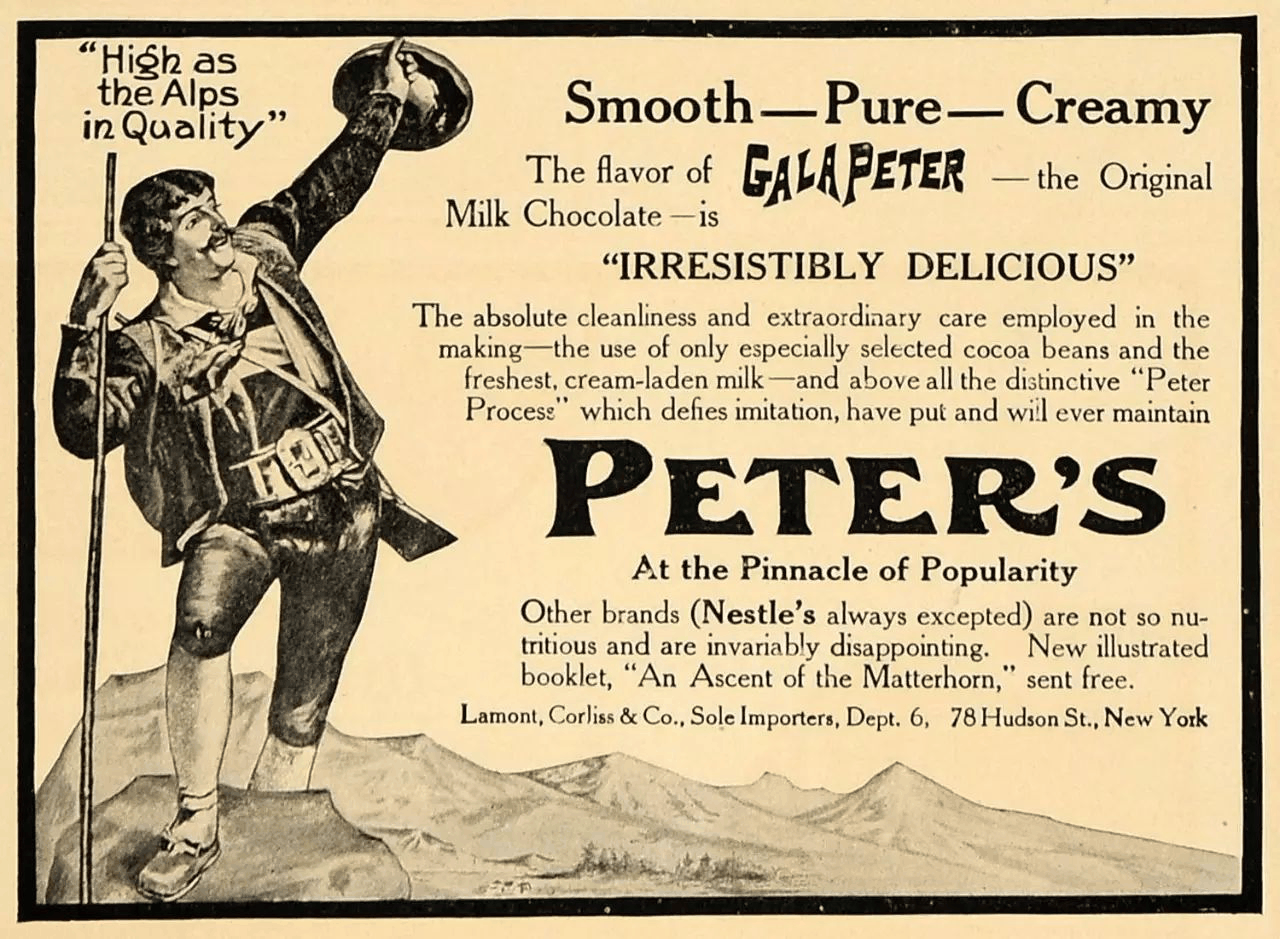 "High as
the Alps
in Quality"
Smooth—Pure—Creamy
The flavor of GALA PETER —the Original
Milk Chocolate—is
"IRRESISTIBLY DELICIOUS"
The absolute cleanliness and extraordinary care employed in the
making—the use of only especially selected cocoa beans and the
freshest, cream-laden milk—and above all the distinctive "Peter
Process" which defies imitation, have put and will ever maintain
PETER'S
At the Pinnacle of Popularity
Other brands (Nestle's always excepted) are not so nu-
tritious and are invariably disappointing. New illustrated
booklet, "An Ascent of the Matterhorn," sent free.
Lamont, Corliss & Co., Sole Importers, Dept. 6, 78 Hudson St., New York